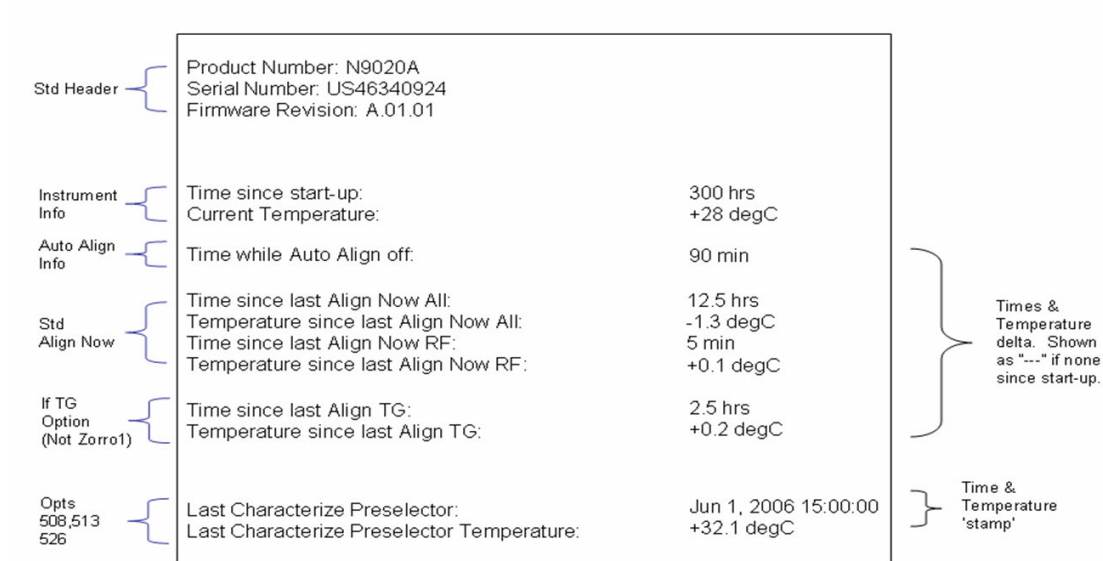 Std Header
Product Number: N9020A
Serial Number: US46340924
Firmware Revision: A.01.01
Instrument
Info
Time since start-up: 300 hrs
Current Temperature: +28 degC
Auto Align
Info
Time while Auto Align off: 90 min
Std
Align Now
Time since last Align Now All: 12.5 hrs
Temperature since last Align Now All: -1.3 degC
Time since last Align Now RF: 5 min
Temperature since last Align Now RF: +0.1 degC
Times &
Temperature
delta. Shown
as "---" if none
since start-up.
If TG
Option
(Not Zorro1)
Time since last Align TG: 2.5 hrs
Temperature since last Align TG: +0.2 degC
Opts
508,513
526
Last Characterize Preselector: Jun 1, 2006 15:00:00
Last Characterize Preselector Temperature: +32.1 degC
Time &
Temperature
'stamp'